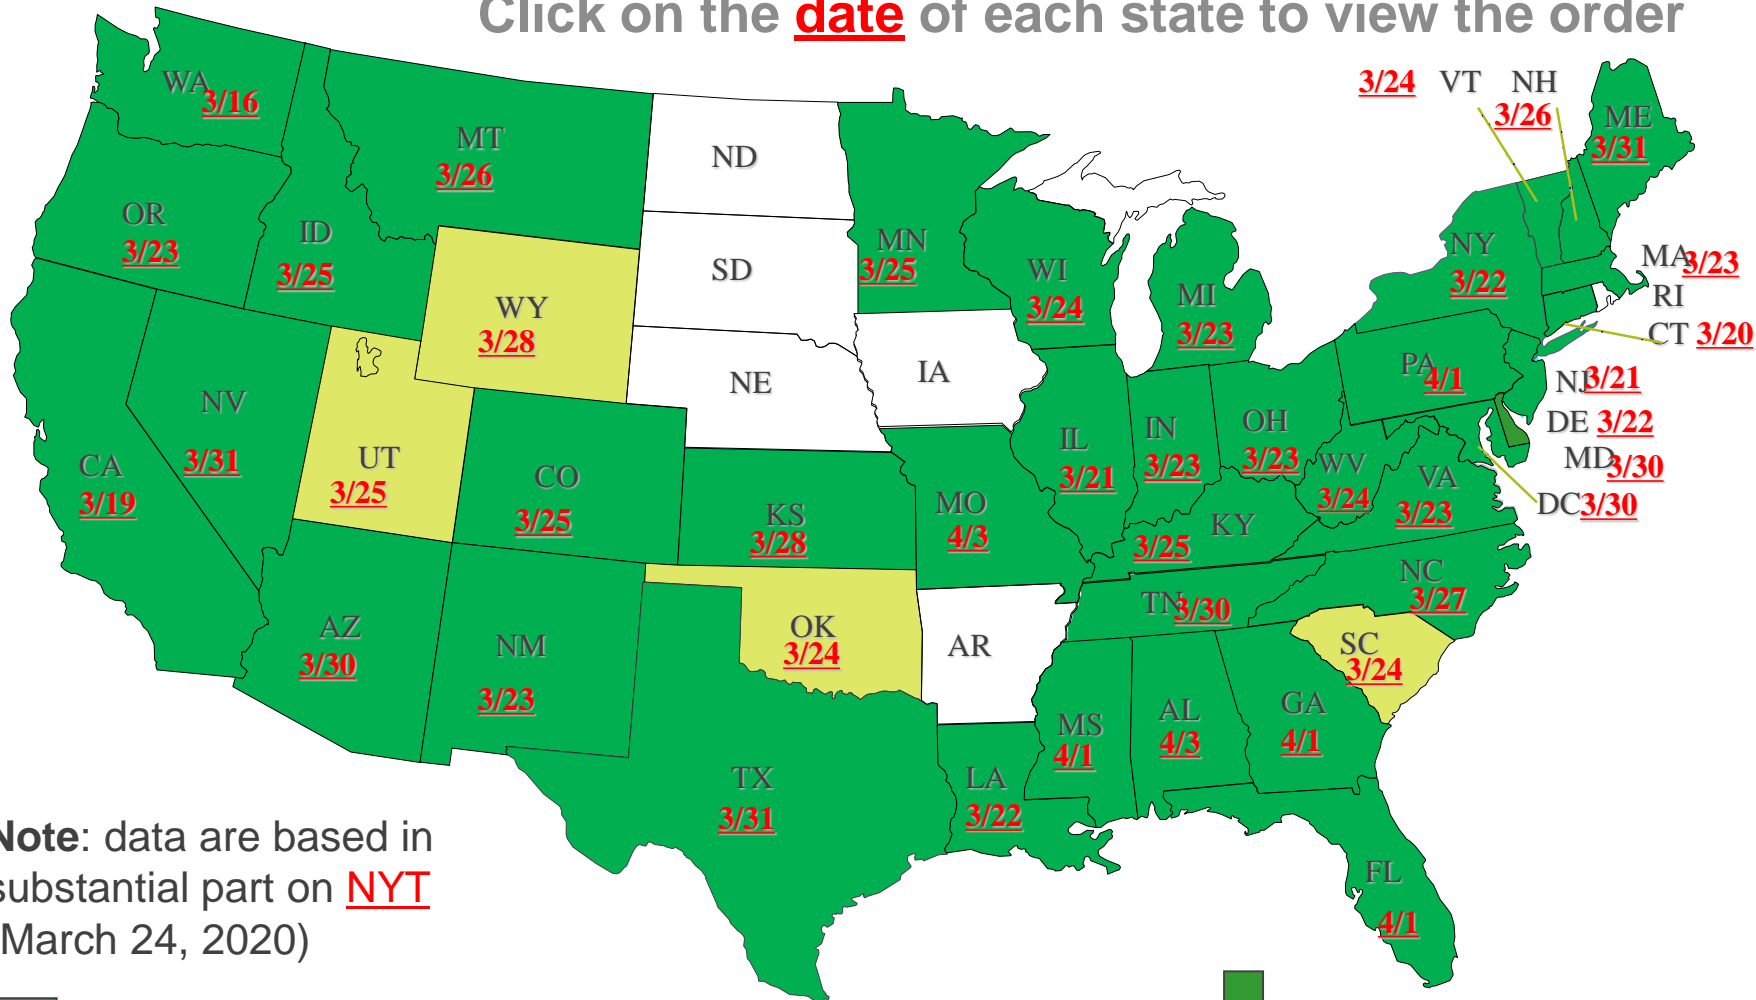 Click on the date of each state to view the order
3/24 VT NH
3/26
WA
3/16
ME
3/31
MT
3/26
ND
OR
3/23
ID
3/25
MN
3/25
SD
WI
3/24
NY
3/22
MA 3/23
RI
CT 3/20
WY
3/28
MI
3/23
NE
IA
PA
4/1
NJ 3/21
DE 3/22
MD 3/30
DC 3/30
NV
3/31
CA
3/19
UT
3/25
CO
3/25
KS
3/28
MO
4/3
IL
3/21
IN
3/23
OH
3/23
WV
3/24
VA
3/23
KY
3/25
NC
3/27
TN 3/30
AZ
3/30
NM
3/23
OK
3/24
AR
SC
3/24
MS
4/1
AL
4/3
GA
4/1
TX
3/31
LA
3/22
FL
4/1
Note: data are based in
substantial part on NYT
March 24, 2020)